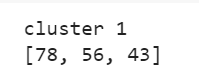 cluster 1
[78, 56, 43]